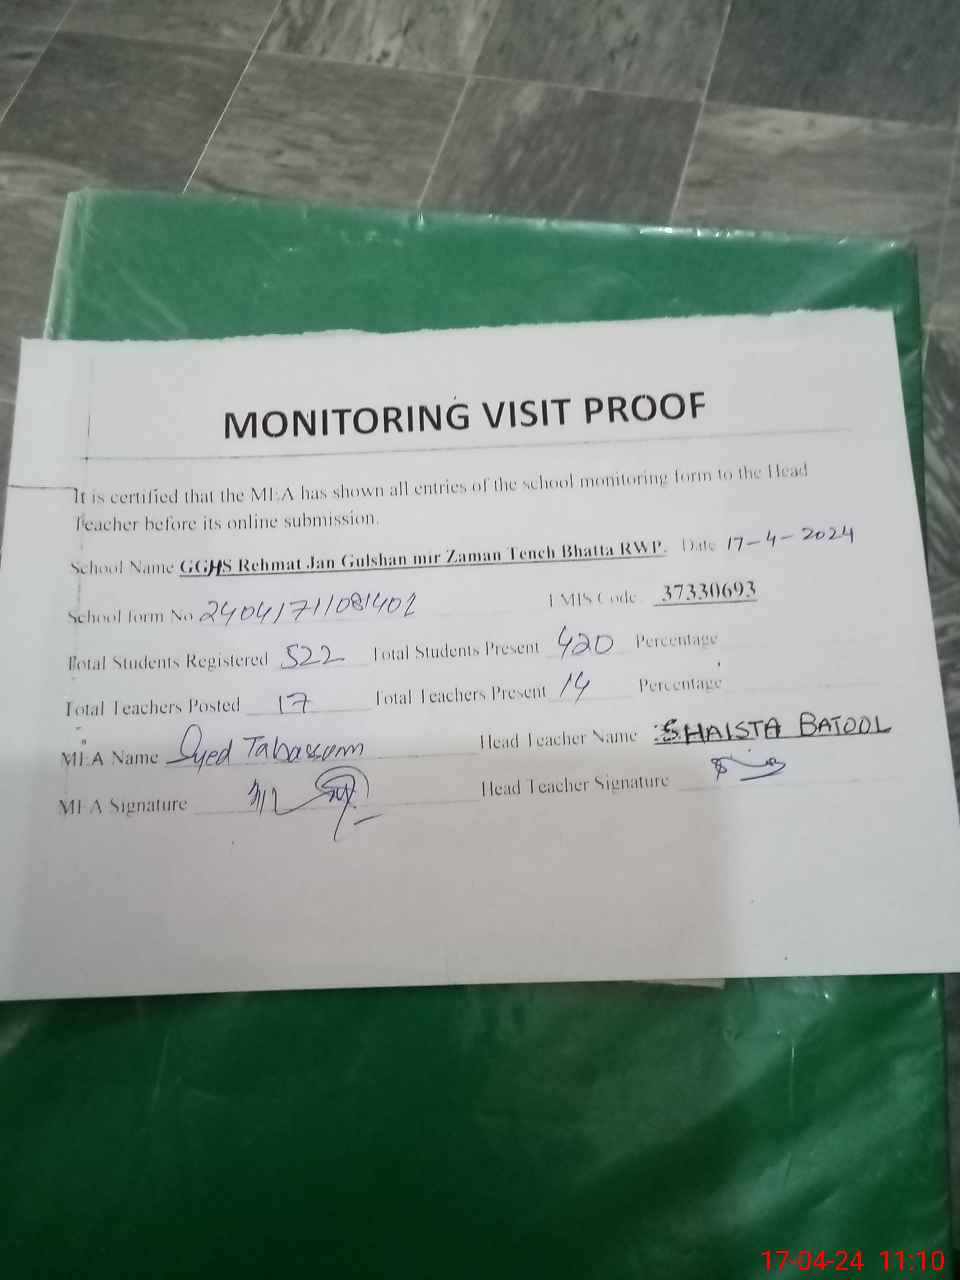 MONITORING VISIT PROOF
It is certified that the MEA has shown all entries of the school monitoring form to the Head
Teacher before its online submission.
School Name GGHS Rehmat Jan Gulshan mir Zaman Tench Bhatta RWP. Date 17-4-2024
School form No 24041711081401 EMIS Code 37330693
Total Students Registered 522 Total Students Present 420 Percentage
Total Teachers Posted 17 Total Teachers Present 14 Percentage
MEA Name Syed Tabassum Head Teacher Name SHAISTA BATOOL
MEA Signature Head Teacher Signature
17-04-24 11:10